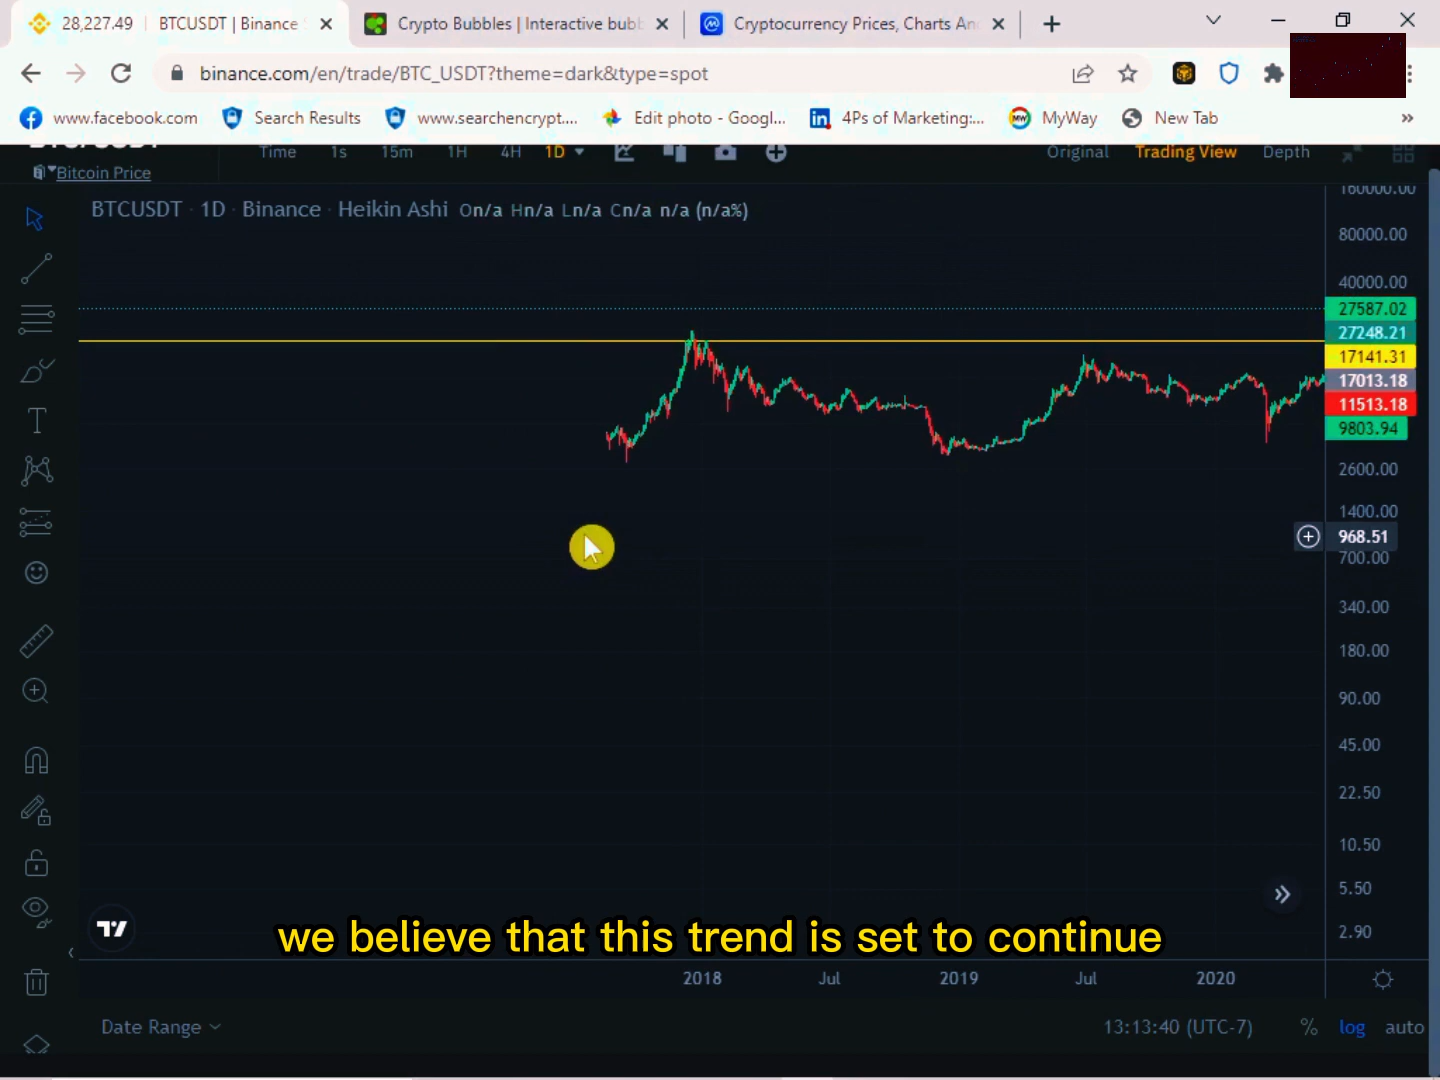 28,227.49 | BTCUSDT | Binance
Crypto Bubbles | Interactive bubb
Cryptocurrency Prices, Charts An
binance.com/en/trade/BTC_USDT?theme=dark&type=spot
www.facebook.com
Search Results
www.searchencrypt....
Edit photo - Googl...
4Ps of Marketing:...
MyWay
New Tab
»
BTC/USDT
Bitcoin Price
Time 1s 15m 1H 4H 1D
Original Trading View Depth
BTCUSDT · 1D · Binance · Heikin Ashi On/a Hn/a Ln/a Cn/a n/a (n/a%)
160000.00
80000.00
40000.00
27587.02
27248.21
17141.31
17013.18
11513.18
9803.94
2600.00
1400.00
968.51
700.00
340.00
180.00
90.00
45.00
22.50
10.50
5.50
2.90
we believe that this trend is set to continue
2018 Jul 2019 Jul 2020
Date Range
13:13:40 (UTC-7) % log auto